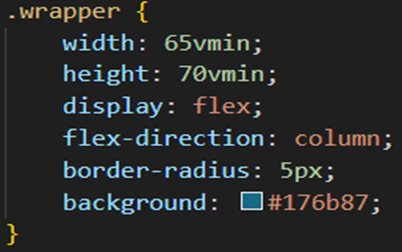 .wrapper {
width: 65vmin;
height: 70vmin;
display: flex;
flex-direction: column;
border-radius: 5px;
background: #176b87;
}